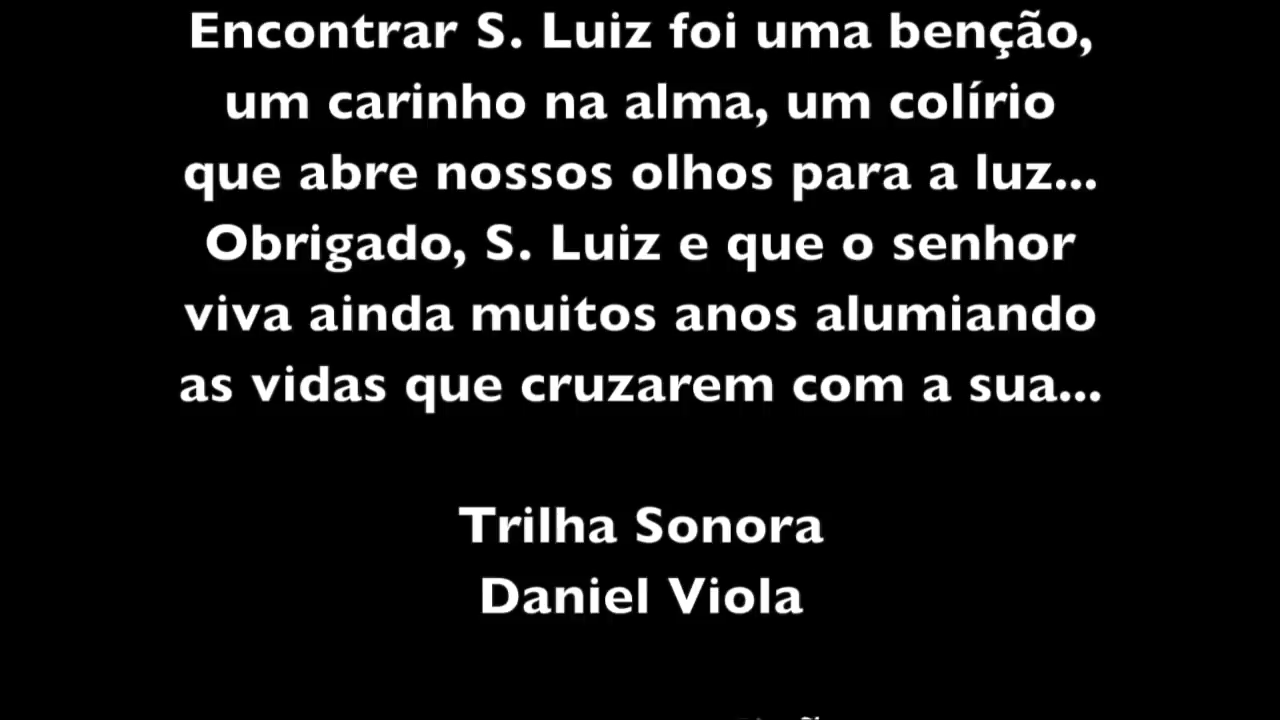 Encontrar S. Luiz foi uma benção,
um carinho na alma, um colírio
que abre nossos olhos para a luz...
Obrigado, S. Luiz e que o senhor
viva ainda muitos anos alumiando
as vidas que cruzarem com a sua...
Trilha Sonora
Daniel Viola